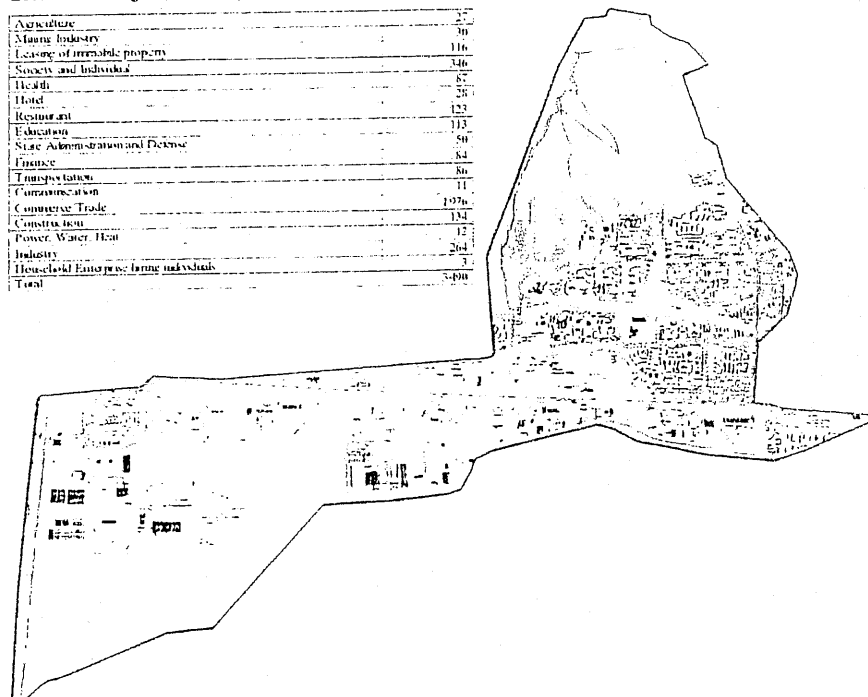 Agriculture 27
Mining Industry 30
Leasing of immobile property 116
Society and Individual 346
Health 87
Hotel 28
Restaurant 123
Education 113
State Administration and Defense 50
Finance 84
Transportation 86
Communication 11
Commerce Trade 1976
Construction 134
Power, Water, Heat 12
Industry 264
Household Enterprise hiring individuals 3
Total 3490